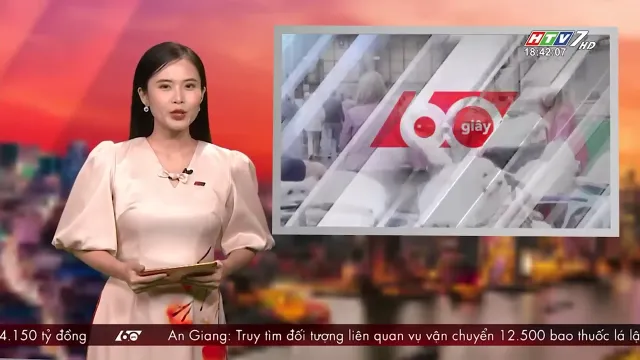 HTV7 HD
18:42:07
60 giây
4.150 tỷ đồng 60 An Giang: Truy tìm đối tượng liên quan vụ vận chuyển 12.500 bao thuốc lá lậ